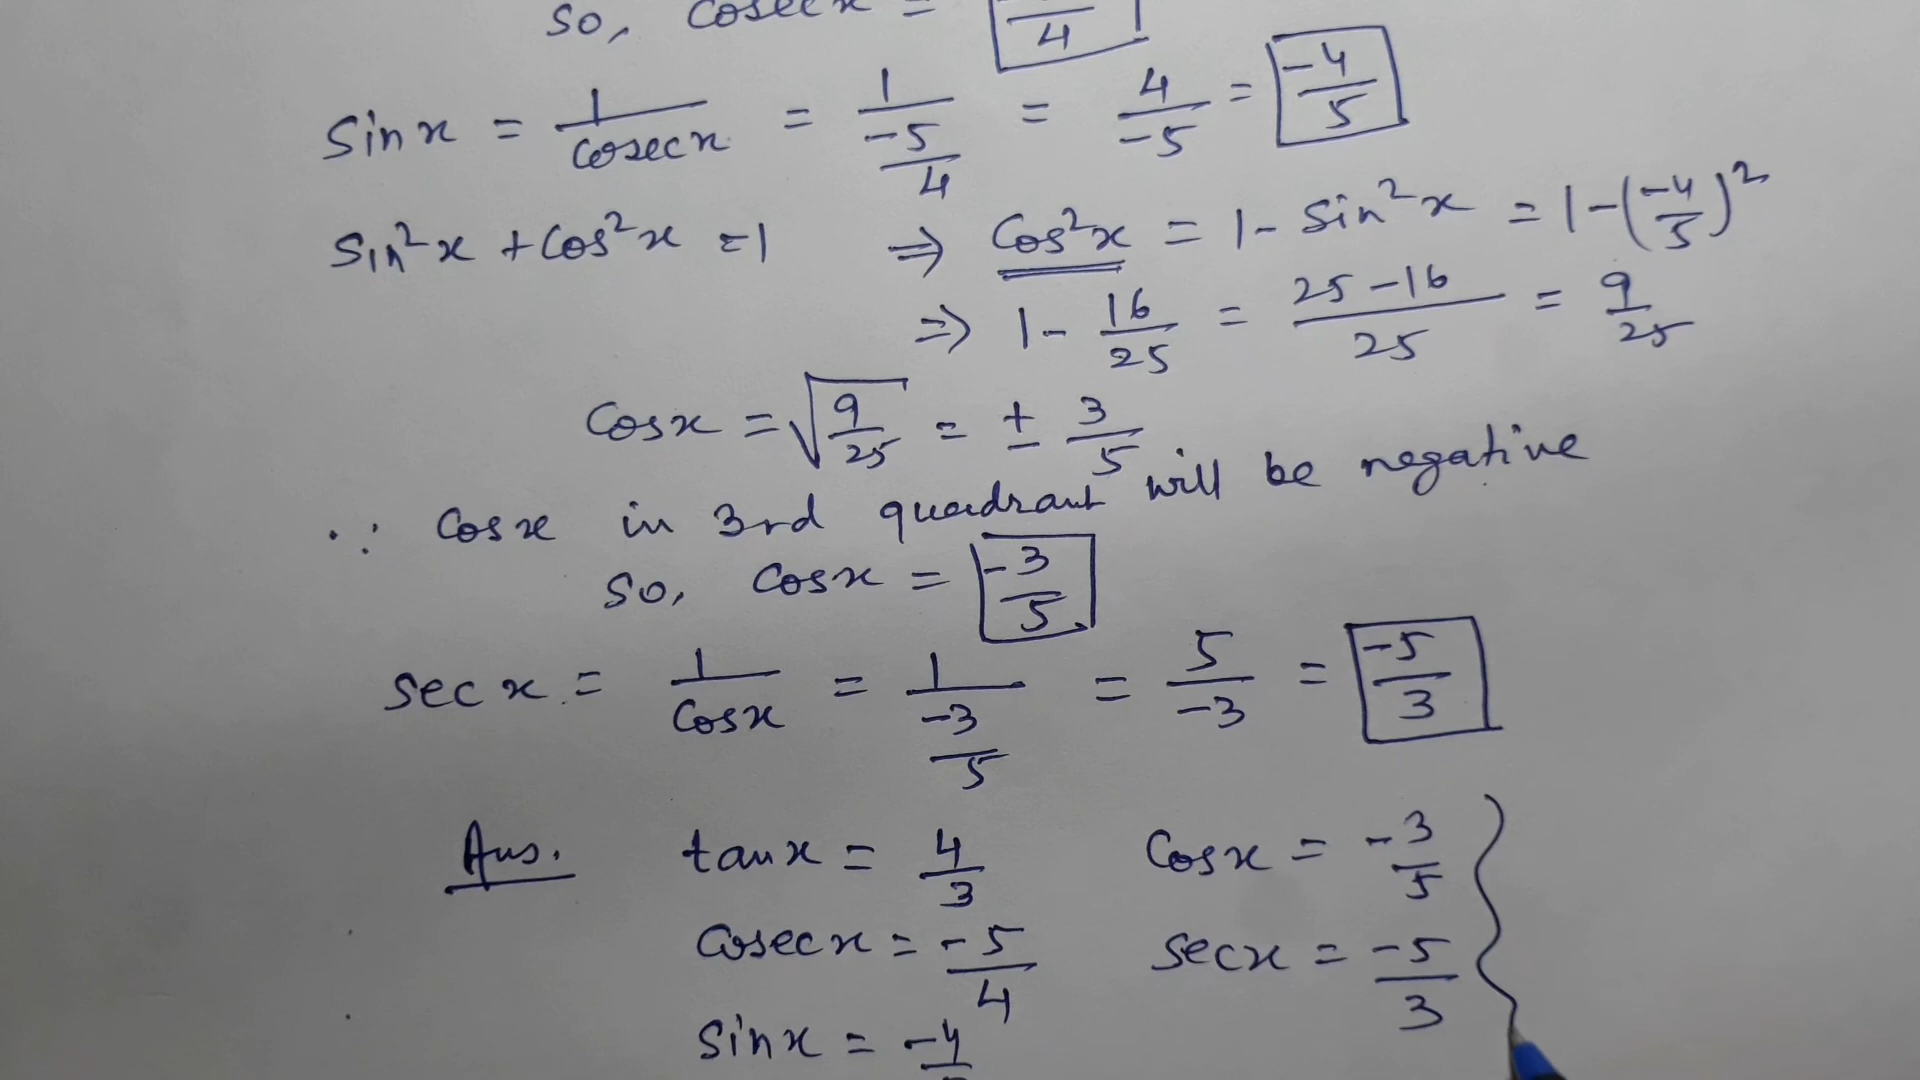 so, cosec x = 4
Sin x = 1/cosec x = 1/(-5/4) = 4/-5 = -4/5
Sin²x + Cos²x = 1 ⇒ Cos²x = 1 - Sin²x = 1 - (-4/5)²
⇒ 1 - 16/25 = (25 - 16)/25 = 9/25
Cos x = √(9/25) = ± 3/5
∵ Cos x in 3rd quadrant will be negative
So, Cos x = -3/5
Sec x = 1/Cos x = 1/(-3/5) = 5/-3 = -5/3
Ans. tan x = 4/3 Cos x = -3/5
Cosec x = -5/4 Sec x = -5/3
Sin x = -4